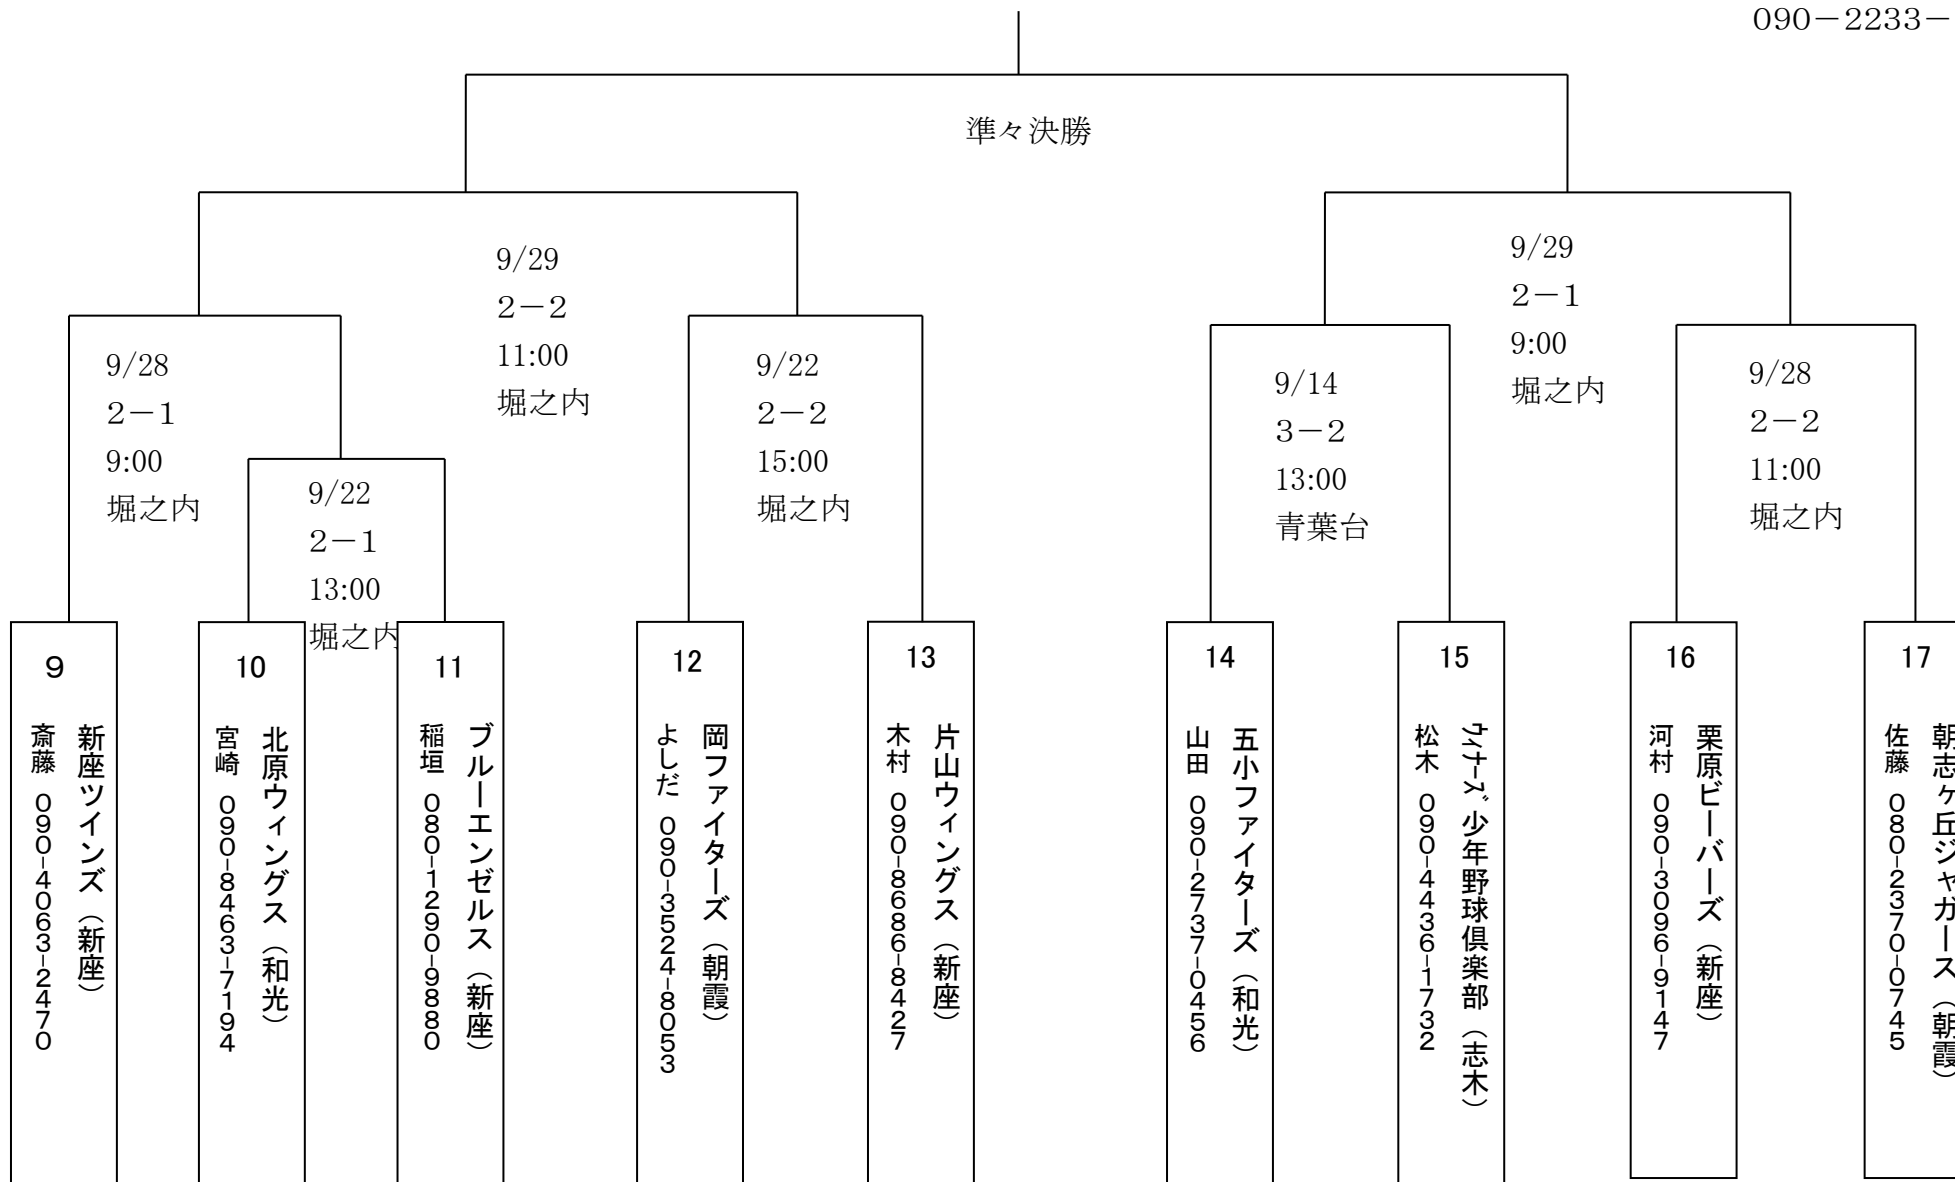 090−2233−
準々決勝
9/29
2−2
11:00
堀之内
9/29
2−1
9:00
堀之内
9/28
2−1
9:00
堀之内
9/22
2−2
15:00
堀之内
9/14
3−2
13:00
青葉台
9/28
2−2
11:00
堀之内
9/22
2−1
13:00
堀之内
9
新座ツインズ（新座）
斎藤 090-4063-2470
10
北原ウィングス（和光）
宮崎 090-8463-7194
11
ブルーエンゼルス（新座）
稲垣 080-1290-9880
12
岡ファイターズ（朝霞）
よしだ 090-3524-8053
13
片山ウィングス（新座）
木村 090-8686-8427
14
五小ファイターズ（和光）
山田 090-2737-0456
15
ウィナーズ少年野球倶楽部（志木）
松木 090-4436-1732
16
栗原ビーバーズ（新座）
河村 090-3096-9147
17
朝志ヶ丘ジャガース（朝霞）
佐藤 080-2370-0745